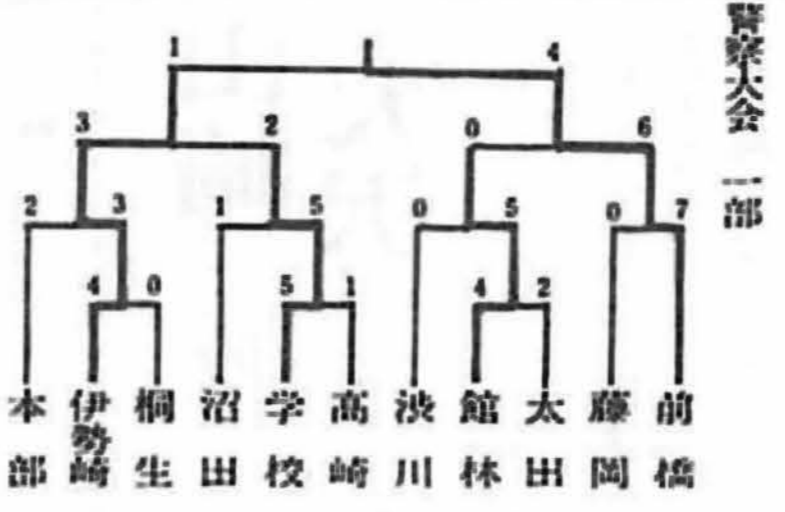 警察大会 一部
1 4
3 2 0 6
2 3 1 5 0 5 0 7
4 0 5 1 4 2
本部
伊勢崎
桐生
沼田
学校
高崎
渋川
館林
太田
藤岡
前橋